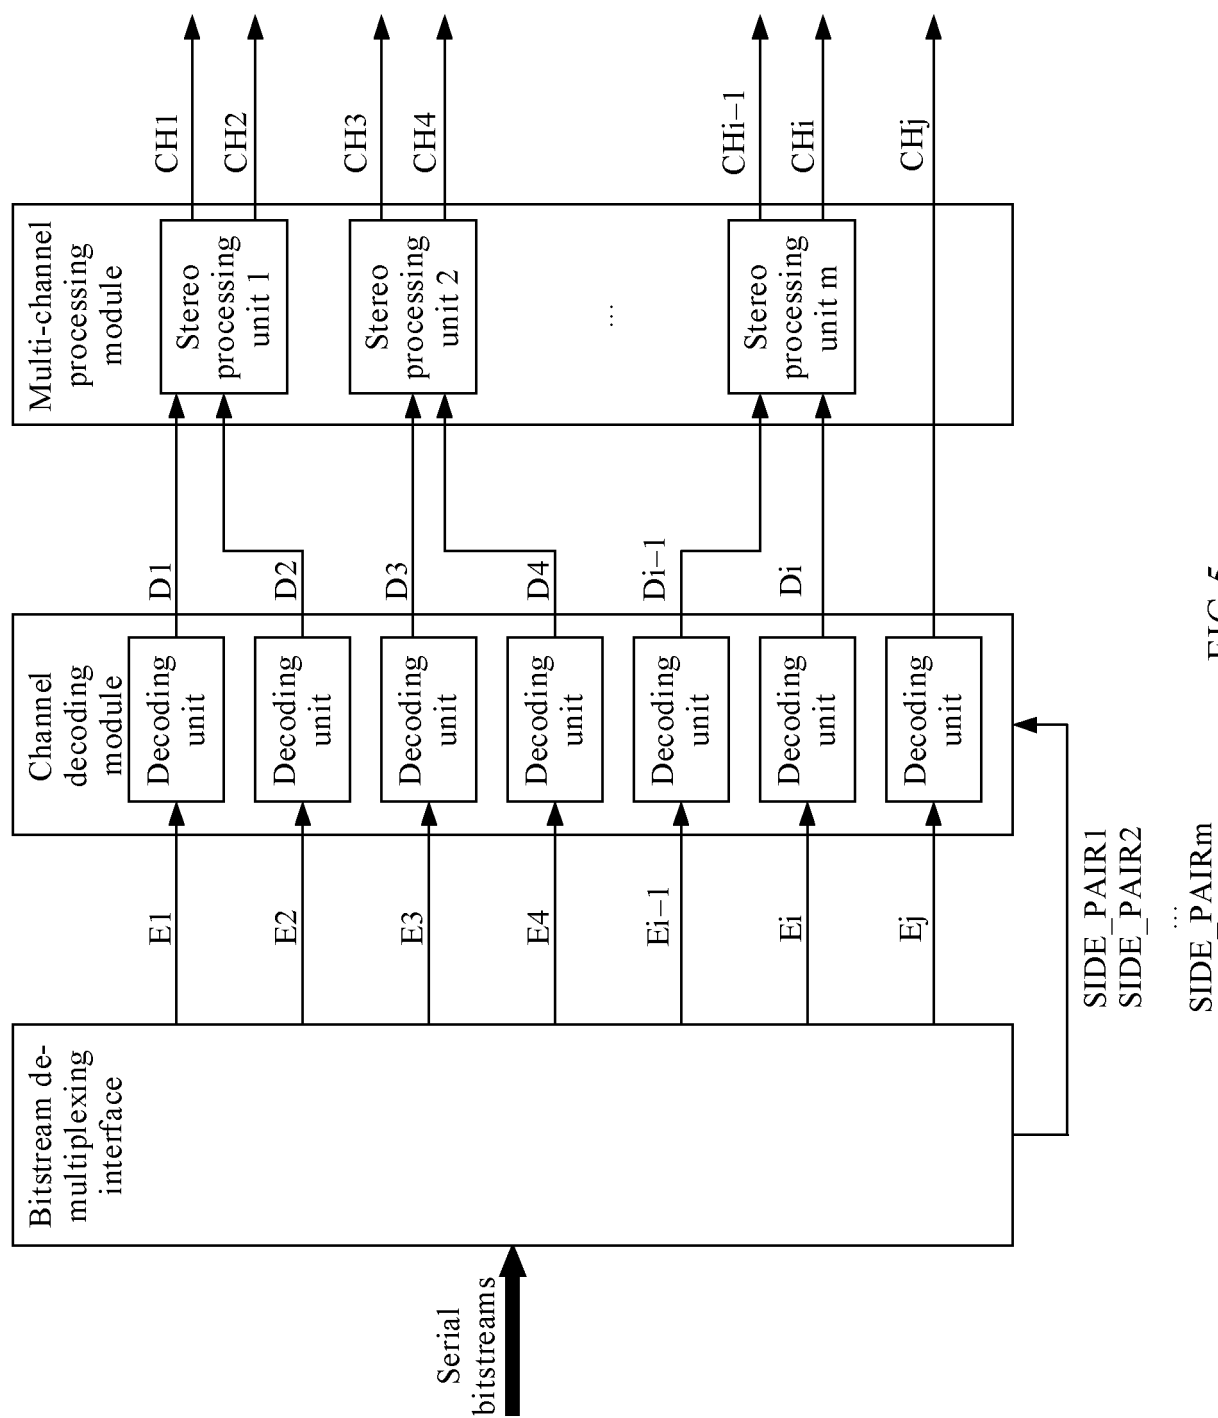 Serial
bitstreams
Bitstream de-
multiplexing
interface
E1
E2
E3
E4
Ei−1
Ei
Ej
SIDE_PAIR1
SIDE_PAIR2
...
SIDE_PAIRm
Channel
decoding
module
Decoding
unit
Decoding
unit
Decoding
unit
Decoding
unit
Decoding
unit
Decoding
unit
Decoding
unit
D1
D2
D3
D4
Di−1
Di
Multi-channel
processing
module
Stereo
processing
unit 1
Stereo
processing
unit 2
...
Stereo
processing
unit m
CH1
CH2
CH3
CH4
CHi−1
CHi
CHj